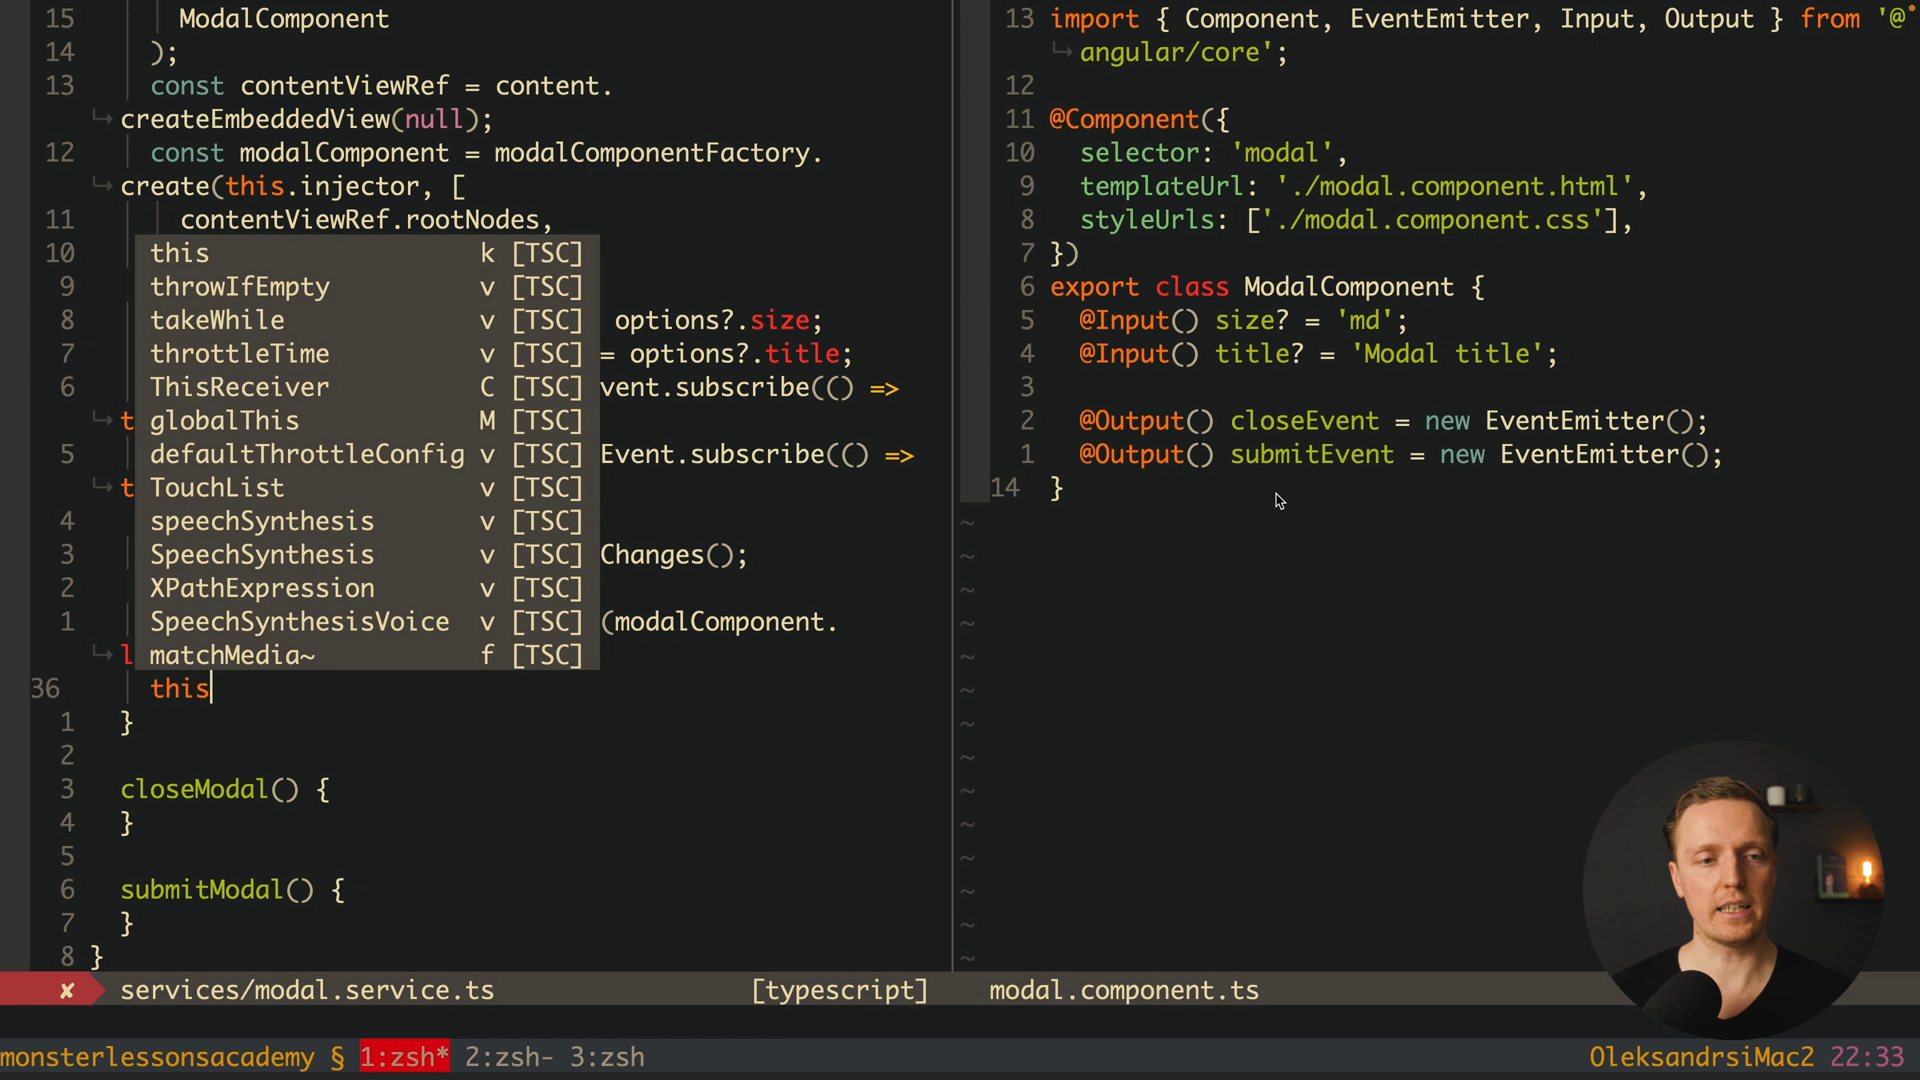 15 ModalComponent
14 );
13 const contentViewRef = content.
createEmbeddedView(null);
12 const modalComponent = modalComponentFactory.
create(this.injector, [
11 contentViewRef.rootNodes,
10 this k [TSC]
9 throwIfEmpty v [TSC]
8 takeWhile v [TSC] options?.size;
7 throttleTime v [TSC] = options?.title;
6 ThisReceiver C [TSC] vent.subscribe(() =>
t globalThis M [TSC]
5 defaultThrottleConfig v [TSC] Event.subscribe(() =>
t TouchList v [TSC]
4 speechSynthesis v [TSC]
3 SpeechSynthesis v [TSC] Changes();
2 XPathExpression v [TSC]
1 SpeechSynthesisVoice v [TSC] (modalComponent.
l matchMedia~ f [TSC]
36 this
1 }
2
3 closeModal() {
4 }
5
6 submitModal() {
7 }
8 }
✘ services/modal.service.ts [typescript]
13 import { Component, EventEmitter, Input, Output } from '@
angular/core';
12
11 @Component({
10 selector: 'modal',
9 templateUrl: './modal.component.html',
8 styleUrls: ['./modal.component.css'],
7 })
6 export class ModalComponent {
5 @Input() size? = 'md';
4 @Input() title? = 'Modal title';
3
2 @Output() closeEvent = new EventEmitter();
1 @Output() submitEvent = new EventEmitter();
14 }
~
~
~
~
~
~
~
~
~
~
~
~
~
~
modal.component.ts
monsterlessonsacademy § 1:zsh* 2:zsh- 3:zsh
OleksandrsiMac2 22:33